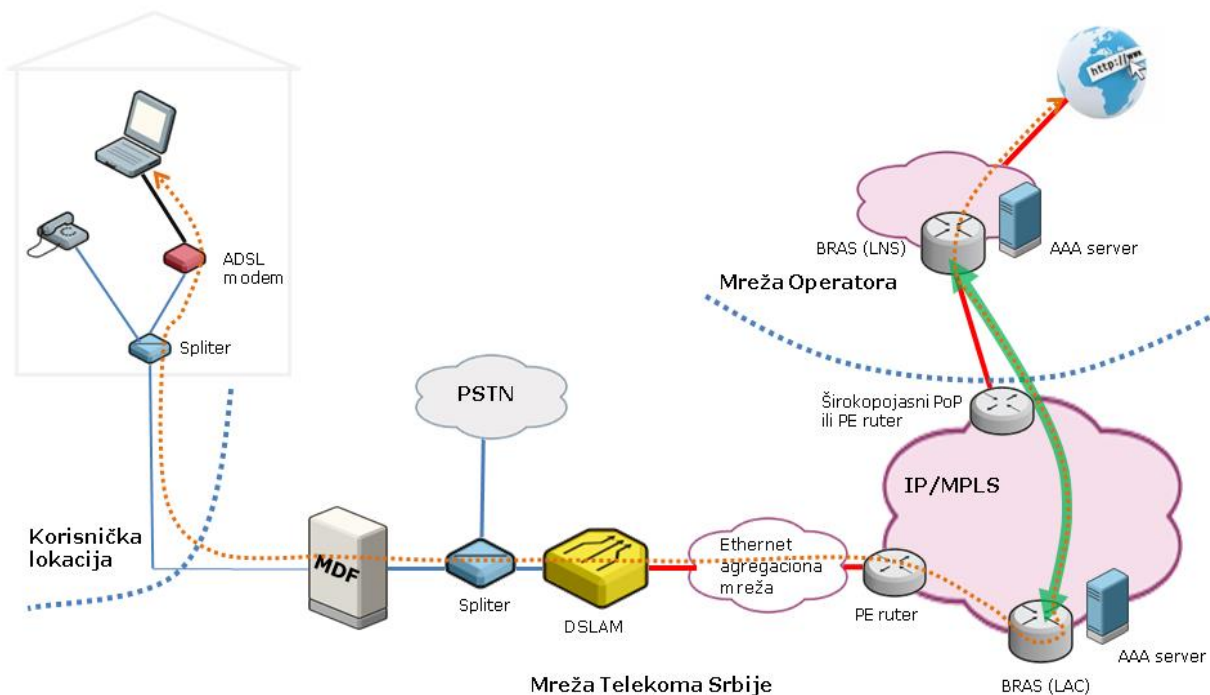 http://www.
BRAS (LNS)
AAA server
ADSL
modem
Mreža Operatora
Spliter
PSTN
Širokopojasni PoP
ili PE ruter
IP/MPLS
Korisnička
lokacija
MDF
Ethernet
agregaciona
mreža
Spliter
DSLAM
PE ruter
AAA server
BRAS (LAC)
Mreža Telekoma Srbije